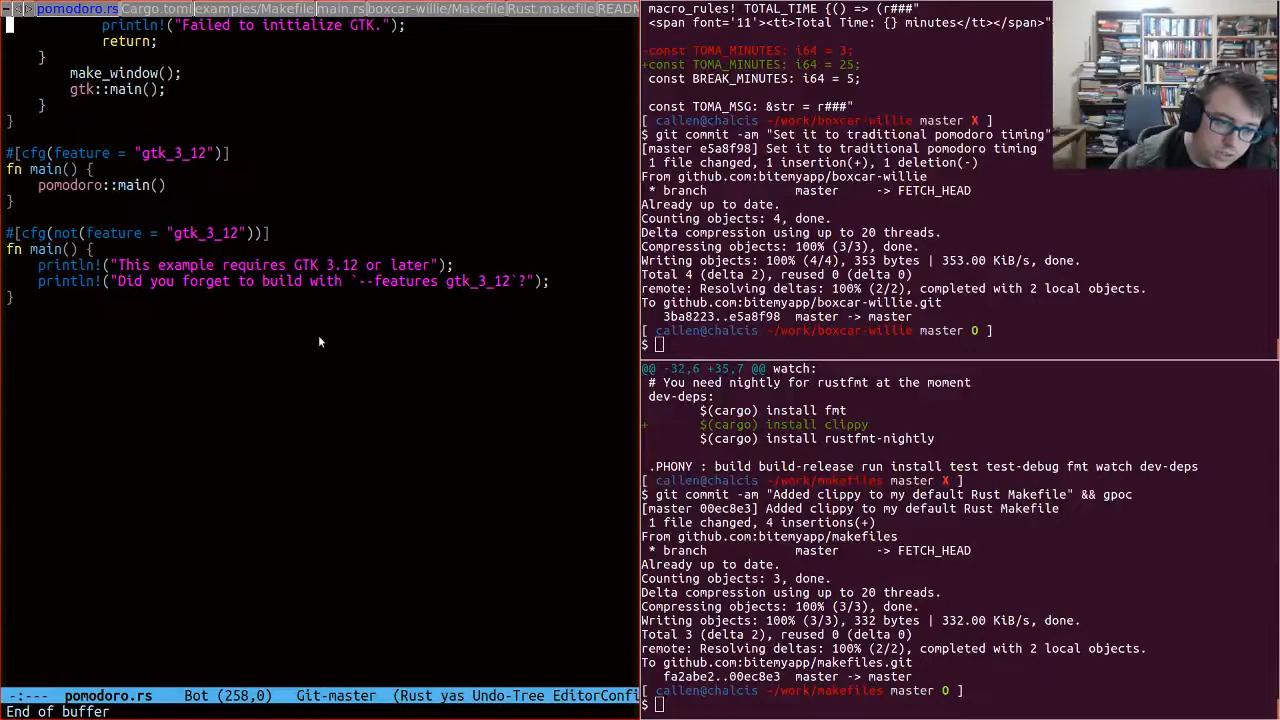 pomodoro.rs Cargo.toml examples/Makefile main.rs boxcar-willie/Makefile Rust.makefile
println!("Failed to initialize GTK.");
return;
}
make_window();
gtk::main();
}
}
#[cfg(feature = "gtk_3_12")]
fn main() {
pomodoro::main()
}
#[cfg(not(feature = "gtk_3_12"))]
fn main() {
println!("This example requires GTK 3.12 or later");
println!("Did you forget to build with `--features gtk_3_12`?");
}
-:--- pomodoro.rs Bot (258,0) Git-master (Rust yas Undo-Tree EditorConfi
End of buffer
macro_rules! TOTAL_TIME {() => (r###"
<span font='11'><tt>Total Time: {} minutes</tt></span>"
-const TOMA_MINUTES: i64 = 3;
+const TOMA_MINUTES: i64 = 25;
const BREAK_MINUTES: i64 = 5;
const TOMA_MSG: &str = r###"
[ callen@chalcis ~/work/boxcar-willie master X ]
$ git commit -am "Set it to traditional pomodoro timing"
[master e5a8f98] Set it to traditional pomodoro timing
1 file changed, 1 insertion(+), 1 deletion(-)
From github.com:bitemyapp/boxcar-willie
* branch master -> FETCH_HEAD
Already up to date.
Counting objects: 4, done.
Delta compression using up to 20 threads.
Compressing objects: 100% (3/3), done.
Writing objects: 100% (4/4), 353 bytes | 353.00 KiB/s, done.
Total 4 (delta 2), reused 0 (delta 0)
remote: Resolving deltas: 100% (2/2), completed with 2 local objects.
To github.com:bitemyapp/boxcar-willie.git
3ba8223..e5a8f98 master -> master
[ callen@chalcis ~/work/boxcar-willie master O ]
$
@@ -32,6 +35,7 @@ watch:
# You need nightly for rustfmt at the moment
dev-deps:
$(cargo) install fmt
+ $(cargo) install clippy
$(cargo) install rustfmt-nightly
.PHONY : build build-release run install test test-debug fmt watch dev-deps
[ callen@chalcis ~/work/makefiles master X ]
$ git commit -am "Added clippy to my default Rust Makefile" && gpoc
[master 00ec8e3] Added clippy to my default Rust Makefile
1 file changed, 4 insertions(+)
From github.com:bitemyapp/makefiles
* branch master -> FETCH_HEAD
Already up to date.
Counting objects: 3, done.
Delta compression using up to 20 threads.
Compressing objects: 100% (3/3), done.
Writing objects: 100% (3/3), 332 bytes | 332.00 KiB/s, done.
Total 3 (delta 2), reused 0 (delta 0)
remote: Resolving deltas: 100% (2/2), completed with 2 local objects.
To github.com:bitemyapp/makefiles.git
fa2abe2..00ec8e3 master -> master
[ callen@chalcis ~/work/makefiles master O ]
$